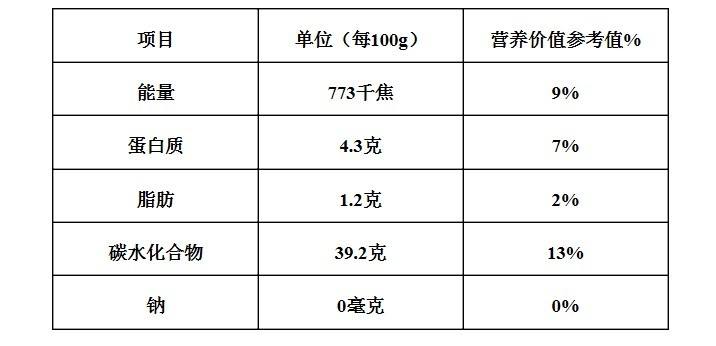 项目 单位（每100g） 营养价值参考值%
能量 773千焦 9%
蛋白质 4.3克 7%
脂肪 1.2克 2%
碳水化合物 39.2克 13%
钠 0毫克 0%